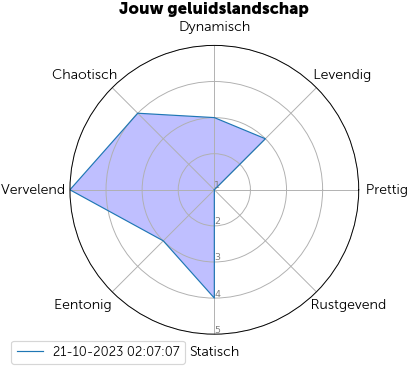 Jouw geluidslandschap
Dynamisch
Chaotisch
Levendig
Vervelend
1
Prettig
2
3
Eentonig
4
Rustgevend
5
21-10-2023 02:07:07
Statisch